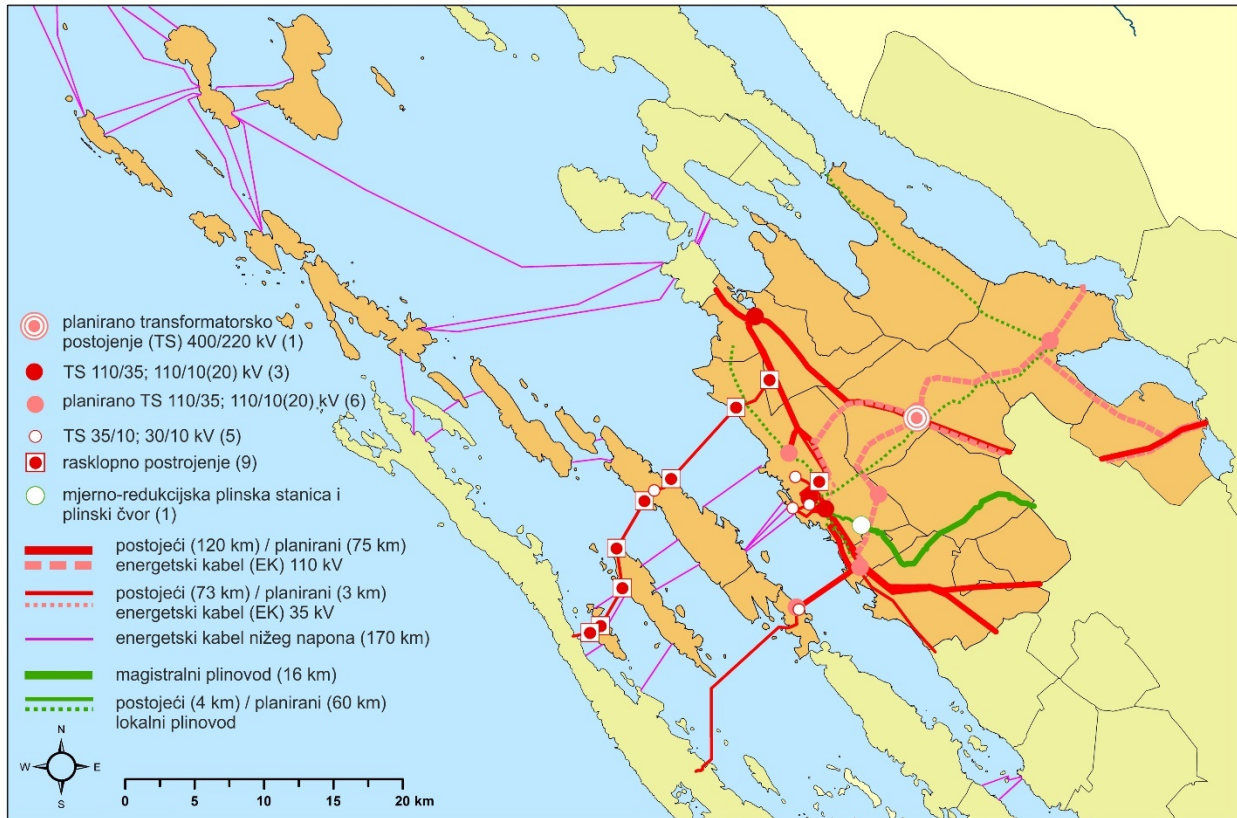 planirano transformatorsko
postojenje (TS) 400/220 kV (1)
TS 110/35; 110/10(20) kV (3)
planirano TS 110/35; 110/10(20) kV (6)
TS 35/10; 30/10 kV (5)
rasklopno postrojenje (9)
mjerno-redukcijska plinska stanica i
plinski čvor (1)
postojeći (120 km) / planirani (75 km)
energetski kabel (EK) 110 kV
postojeći (73 km) / planirani (3 km)
energetski kabel (EK) 35 kV
energetski kabel nižeg napona (170 km)
magistralni plinovod (16 km)
postojeći (4 km) / planirani (60 km)
lokalni plinovod
N
W E
S
0 5 10 15 20 km